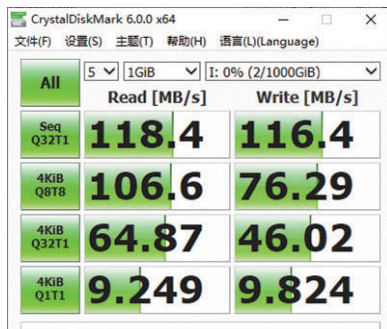 CrystalDiskMark 6.0.0 x64
文件(F) 设置(S) 主题(T) 帮助(H) 语言(L)(Language)
All 5 1GiB I: 0% (2/1000GiB)
Read [MB/s] Write [MB/s]
Seq Q32T1 118.4 116.4
4KiB Q8T8 106.6 76.29
4KiB Q32T1 64.87 46.02
4KiB Q1T1 9.249 9.824